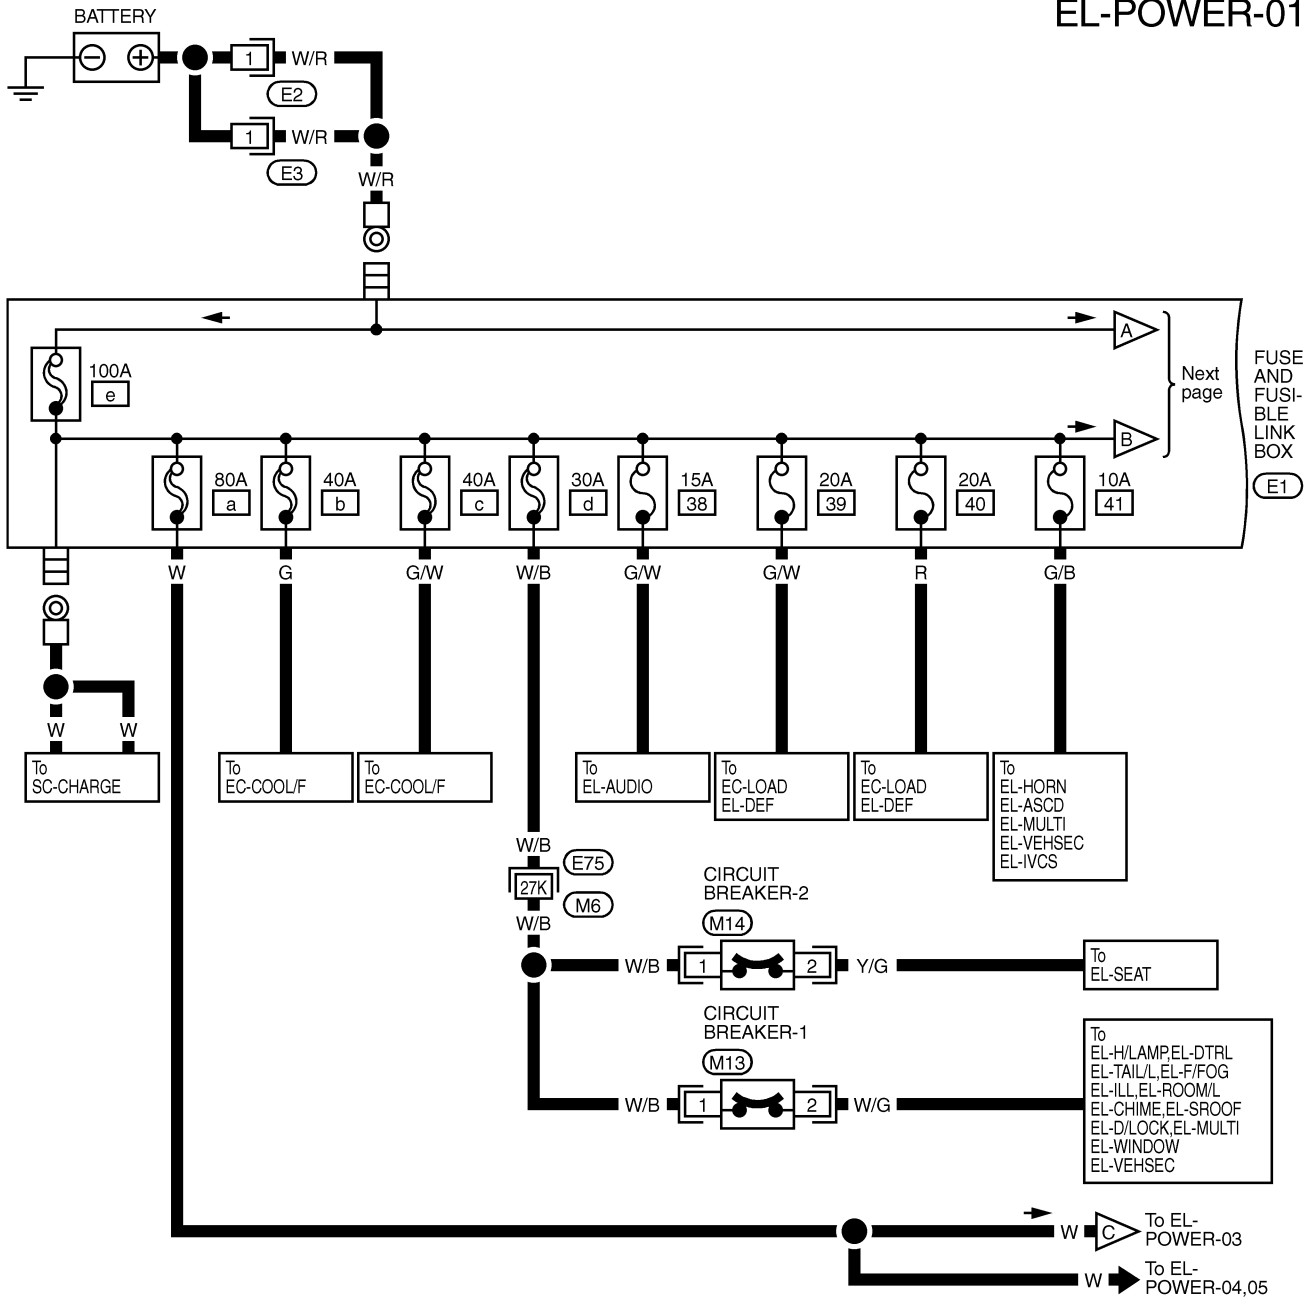 EL-POWER-01
BATTERY
1
W/R
E2
1
W/R
E3
W/R
A
Next
page
FUSE
AND
FUSI-
BLE
LINK
BOX
E1
100A
e
B
80A
a
40A
b
40A
c
30A
d
15A
38
20A
39
20A
40
10A
41
W
G
G/W
W/B
G/W
G/W
R
G/B
W
W
To
SC-CHARGE
To
EC-COOL/F
To
EC-COOL/F
To
EL-AUDIO
To
EC-LOAD
EL-DEF
To
EC-LOAD
EL-DEF
To
EL-HORN
EL-ASCD
EL-MULTI
EL-VEHSEC
EL-IVCS
W/B
E75
27K
M6
W/B
CIRCUIT
BREAKER-2
M14
W/B
1
2
Y/G
To
EL-SEAT
CIRCUIT
BREAKER-1
M13
W/B
1
2
W/G
To
EL-H/LAMP,EL-DTRL
EL-TAIL/L,EL-F/FOG
EL-ILL,EL-ROOM/L
EL-CHIME,EL-SROOF
EL-D/LOCK,EL-MULTI
EL-WINDOW
EL-VEHSEC
W
C
To EL-
POWER-03
W
To EL-
POWER-04,05